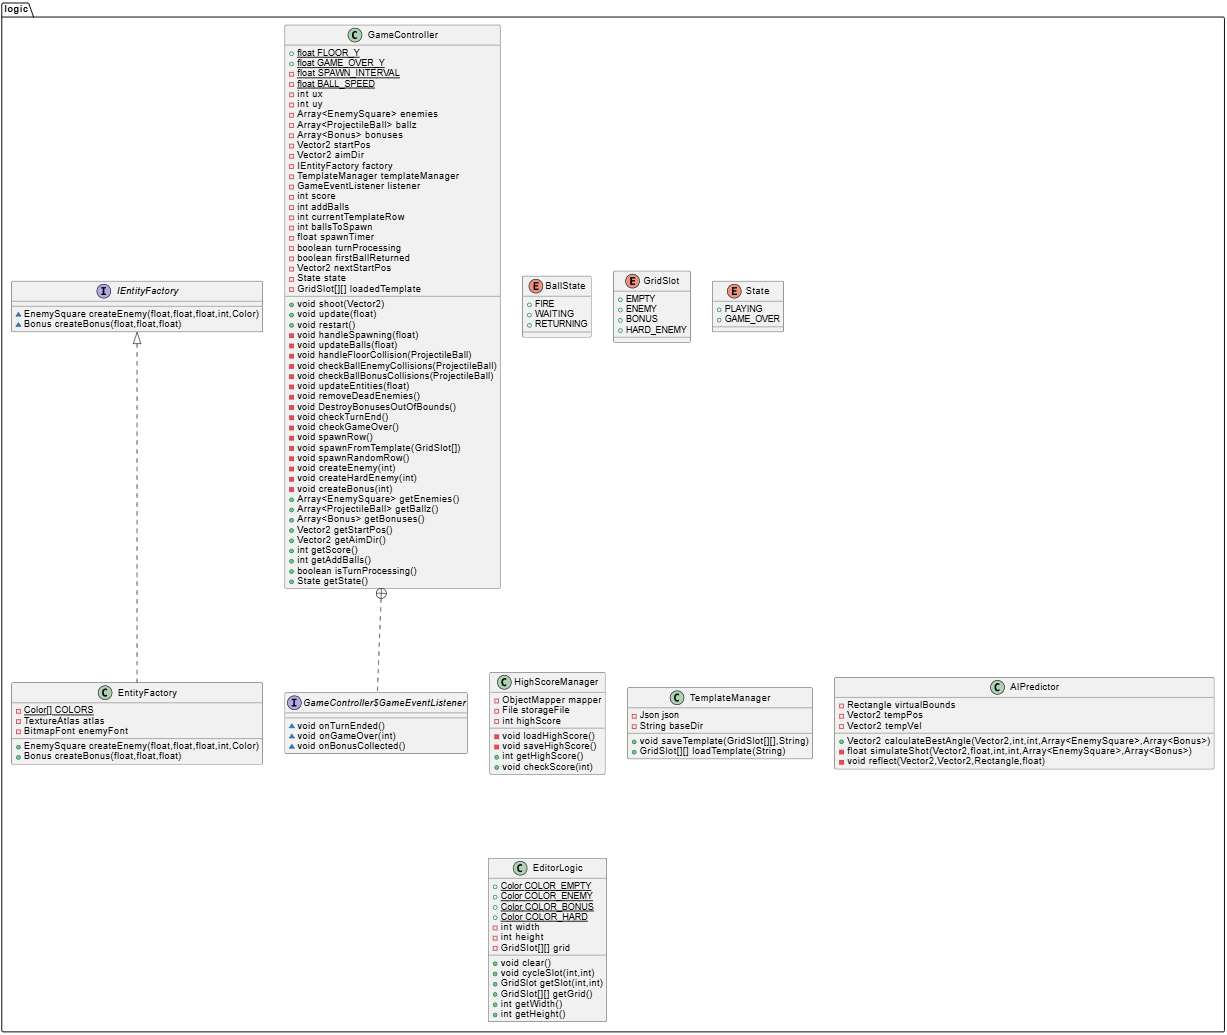 logic
C GameController
float FLOOR_Y
float GAME_OVER_Y
float SPAWN_INTERVAL
float BALL_SPEED
int ux
int uy
Array<EnemySquare> enemies
Array<ProjectileBall> ballz
Array<Bonus> bonuses
Vector2 startPos
Vector2 aimDir
IEntityFactory factory
TemplateManager templateManager
GameEventListener listener
int score
int addBalls
int currentTemplateRow
int ballsToSpawn
float spawnTimer
boolean turnProcessing
boolean firstBallReturned
Vector2 nextStartPos
State state
GridSlot[][] loadedTemplate
void shoot(Vector2)
void update(float)
void restart()
void handleSpawning(float)
void updateBalls(float)
void handleFloorCollision(ProjectileBall)
void checkBallEnemyCollisions(ProjectileBall)
void checkBallBonusCollisions(ProjectileBall)
void updateEntities(float)
void removeDeadEnemies()
void DestroyBonusesOutOfBounds()
void checkTurnEnd()
void checkGameOver()
void spawnRow()
void spawnFromTemplate(GridSlot[])
void spawnRandomRow()
void createEnemy(int)
void createHardEnemy(int)
void createBonus(int)
Array<EnemySquare> getEnemies()
Array<ProjectileBall> getBallz()
Array<Bonus> getBonuses()
Vector2 getStartPos()
Vector2 getAimDir()
int getScore()
int getAddBalls()
boolean isTurnProcessing()
State getState()
I IEntityFactory
EnemySquare createEnemy(float,float,float,int,Color)
Bonus createBonus(float,float,float)
E BallState
FIRE
WAITING
RETURNING
E GridSlot
EMPTY
ENEMY
BONUS
HARD_ENEMY
E State
PLAYING
GAME_OVER
C EntityFactory
Color[] COLORS
TextureAtlas atlas
BitmapFont enemyFont
EnemySquare createEnemy(float,float,float,int,Color)
Bonus createBonus(float,float,float)
I GameController$GameEventListener
void onTurnEnded()
void onGameOver(int)
void onBonusCollected()
C HighScoreManager
ObjectMapper mapper
File storageFile
int highScore
void loadHighScore()
void saveHighScore()
int getHighScore()
void checkScore(int)
C TemplateManager
Json json
String baseDir
void saveTemplate(GridSlot[][],String)
GridSlot[][] loadTemplate(String)
C AIPredictor
Rectangle virtualBounds
Vector2 tempPos
Vector2 tempVel
Vector2 calculateBestAngle(Vector2,int,int,Array<EnemySquare>,Array<Bonus>)
float simulateShot(Vector2,float,int,int,Array<EnemySquare>,Array<Bonus>)
void reflect(Vector2,Vector2,Rectangle,float)
C EditorLogic
Color COLOR_EMPTY
Color COLOR_ENEMY
Color COLOR_BONUS
Color COLOR_HARD
int width
int height
GridSlot[][] grid
void clear()
void cycleSlot(int,int)
GridSlot getSlot(int,int)
GridSlot[][] getGrid()
int getWidth()
int getHeight()